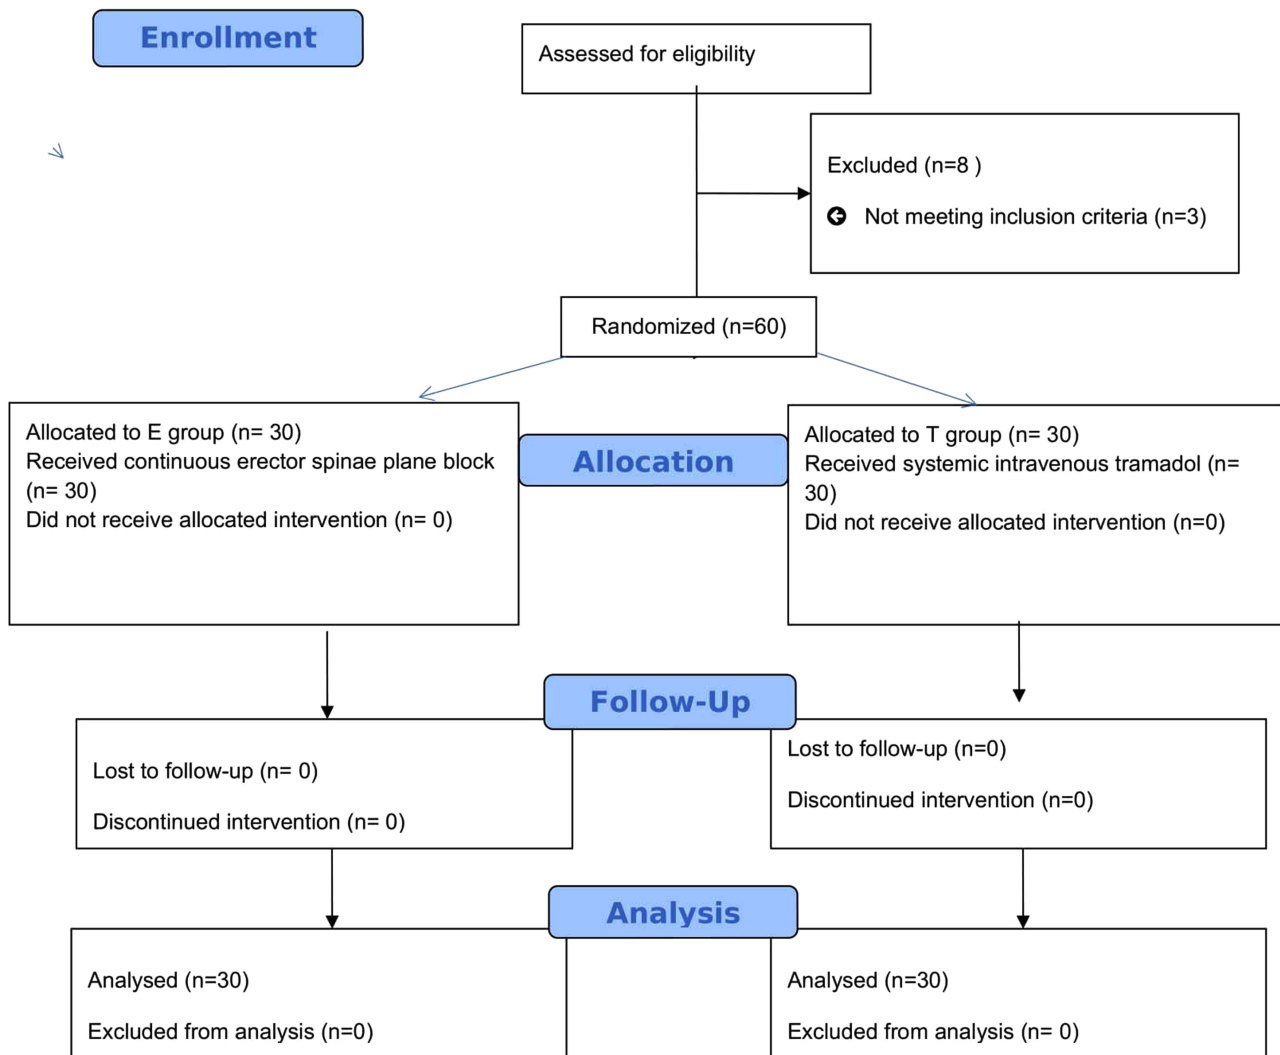 Enrollment
Assessed for eligibility
Excluded (n=8 )
Not meeting inclusion criteria (n=3)
Randomized (n=60)
Allocated to E group (n= 30)
Received continuous erector spinae plane block
(n= 30)
Did not receive allocated intervention (n= 0)
Allocation
Allocated to T group (n= 30)
Received systemic intravenous tramadol (n=
30)
Did not receive allocated intervention (n=0)
Follow-Up
Lost to follow-up (n= 0)
Discontinued intervention (n= 0)
Lost to follow-up (n=0)
Discontinued intervention (n=0)
Analysis
Analysed (n=30)
Excluded from analysis (n=0)
Analysed (n=30)
Excluded from analysis (n= 0)